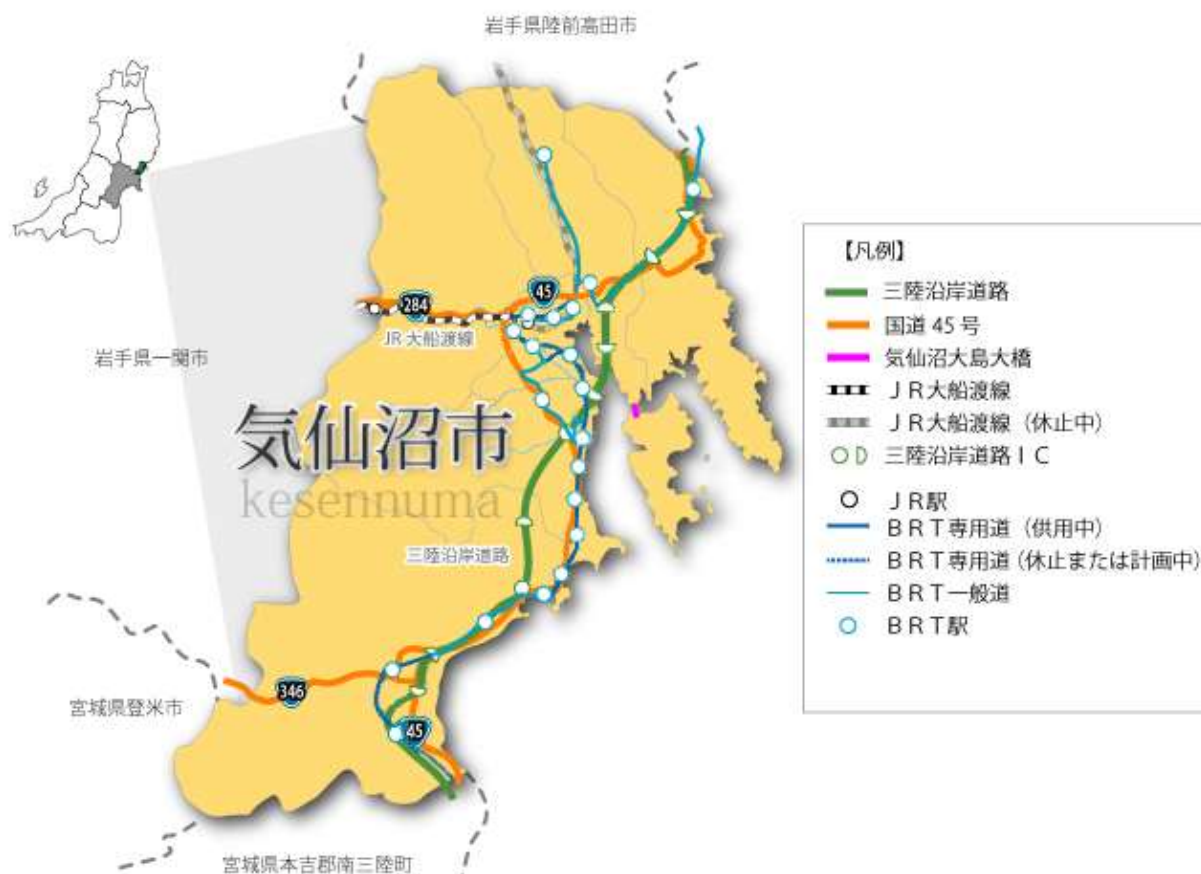 岩手県陸前高田市
284
45
JR 大船渡線
岩手県一関市
気仙沼市
kesennuma
三陸沿岸道路
346
宮城県登米市
45
宮城県本吉郡南三陸町
【凡例】
三陸沿岸道路
国道 45 号
気仙沼大島大橋
ＪＲ大船渡線
ＪＲ大船渡線（休止中）
三陸沿岸道路ＩＣ
ＪＲ駅
ＢＲＴ専用道（供用中）
ＢＲＴ専用道（休止または計画中）
ＢＲＴ一般道
ＢＲＴ駅